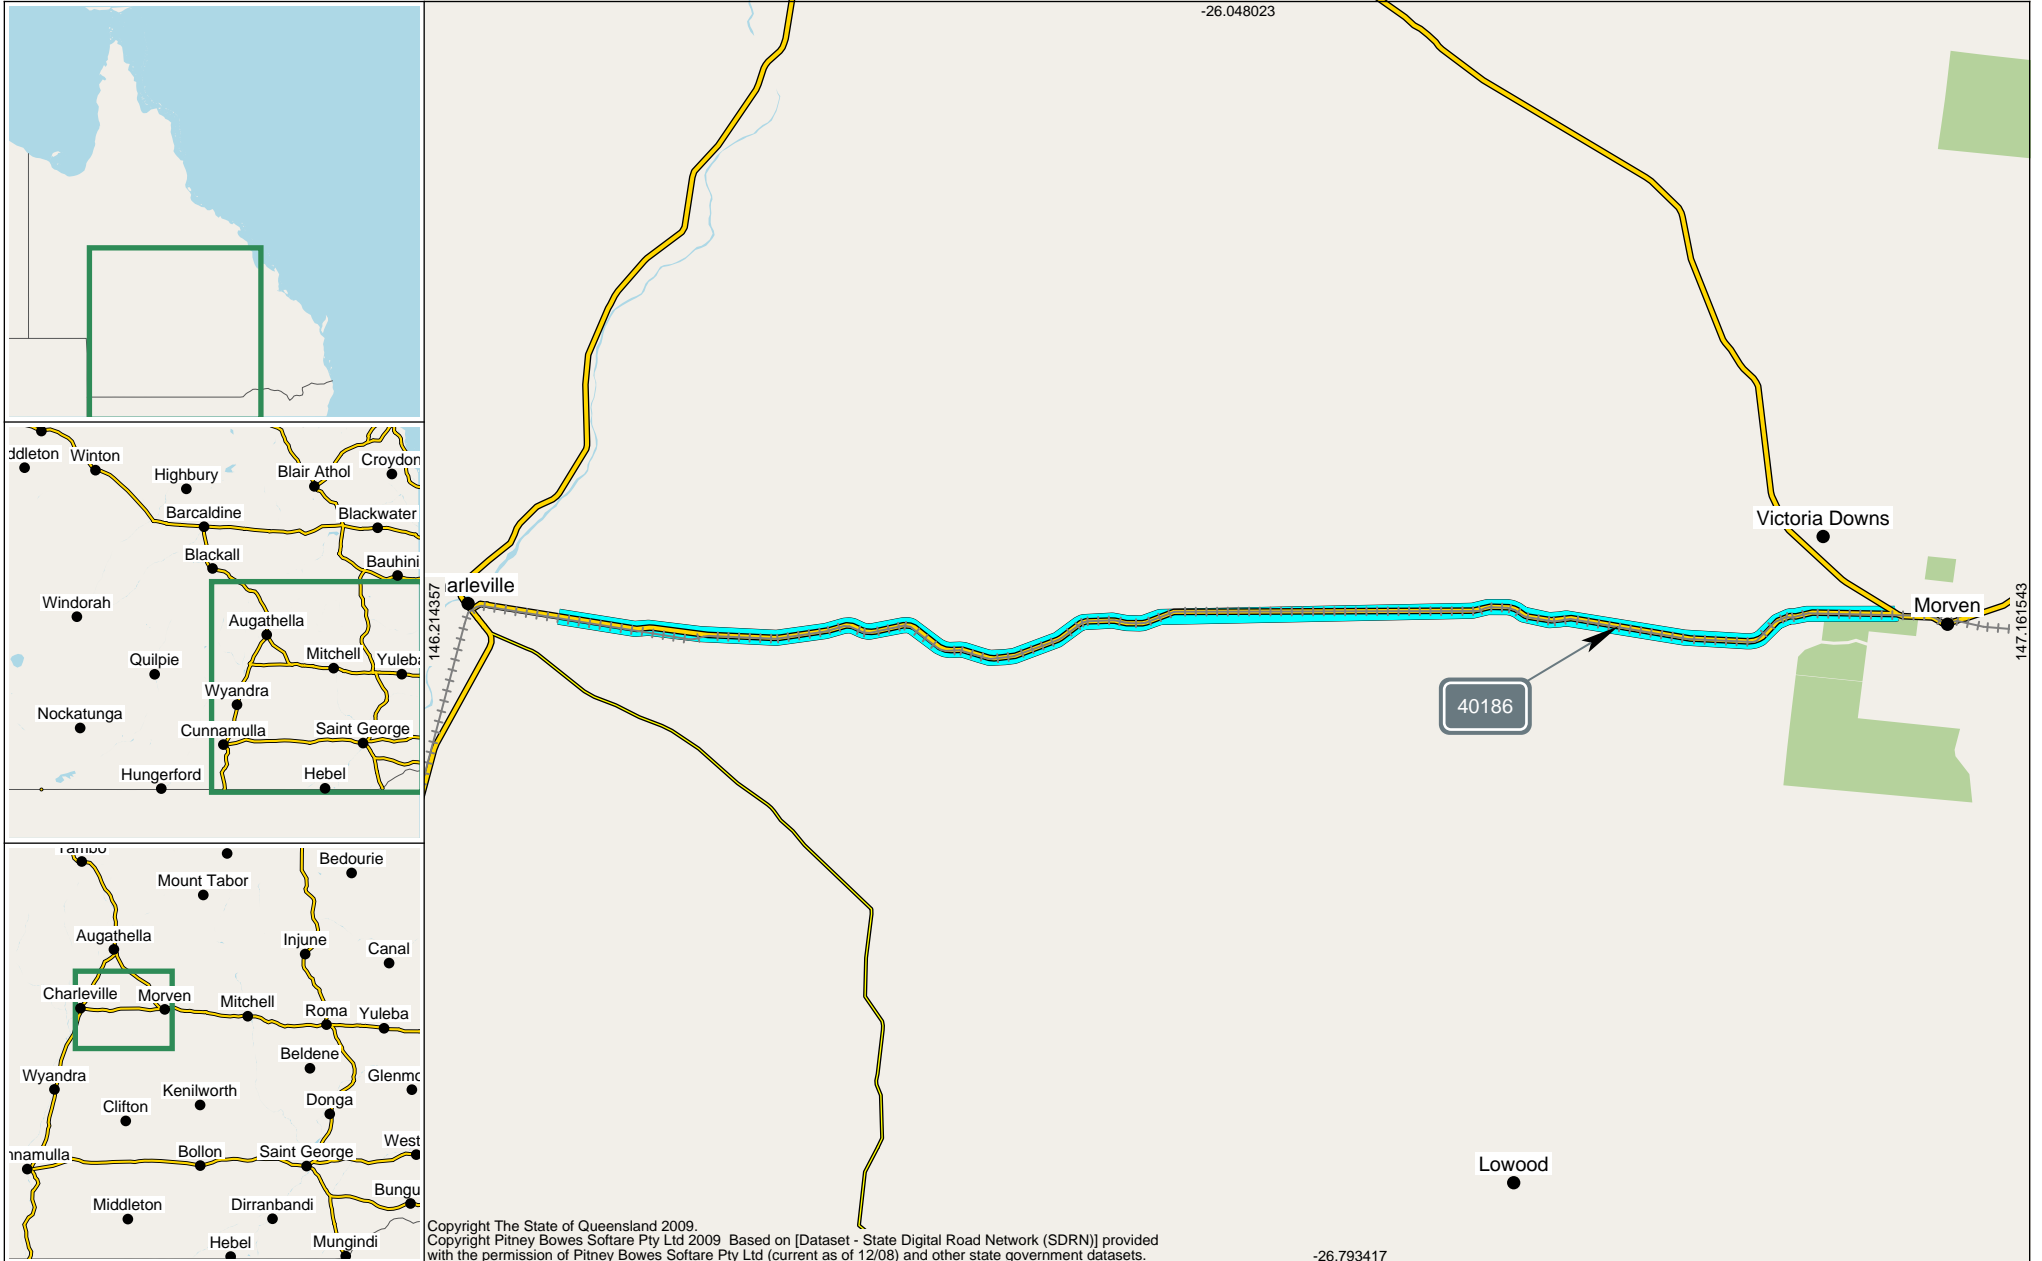 -26.048023
146.214357
147.161543
-26.793417
arleville
Victoria Downs
Morven
40186
Lowood
ddleton
Winton
Highbury
Blair Athol
Croydon
Barcaldine
Blackwater
Blackall
Bauhini
Windorah
Augathella
Quilpie
Mitchell
Yuleba
Wyandra
Nockatunga
Cunnamulla
Saint George
Hungerford
Hebel
Tambo
Bedourie
Mount Tabor
Augathella
Injune
Canal
Charleville
Morven
Mitchell
Roma
Yuleba
Beldene
Wyandra
Kenilworth
Glenmo
Clifton
Donga
nnamulla
Bollon
Saint George
West
Middleton
Dirranbandi
Bungu
Hebel
Mungindi
Copyright The State of Queensland 2009.
Copyright Pitney Bowes Softare Pty Ltd 2009 Based on [Dataset - State Digital Road Network (SDRN)] provided
with the permission of Pitney Bowes Softare Pty Ltd (current as of 12/08) and other state government datasets.